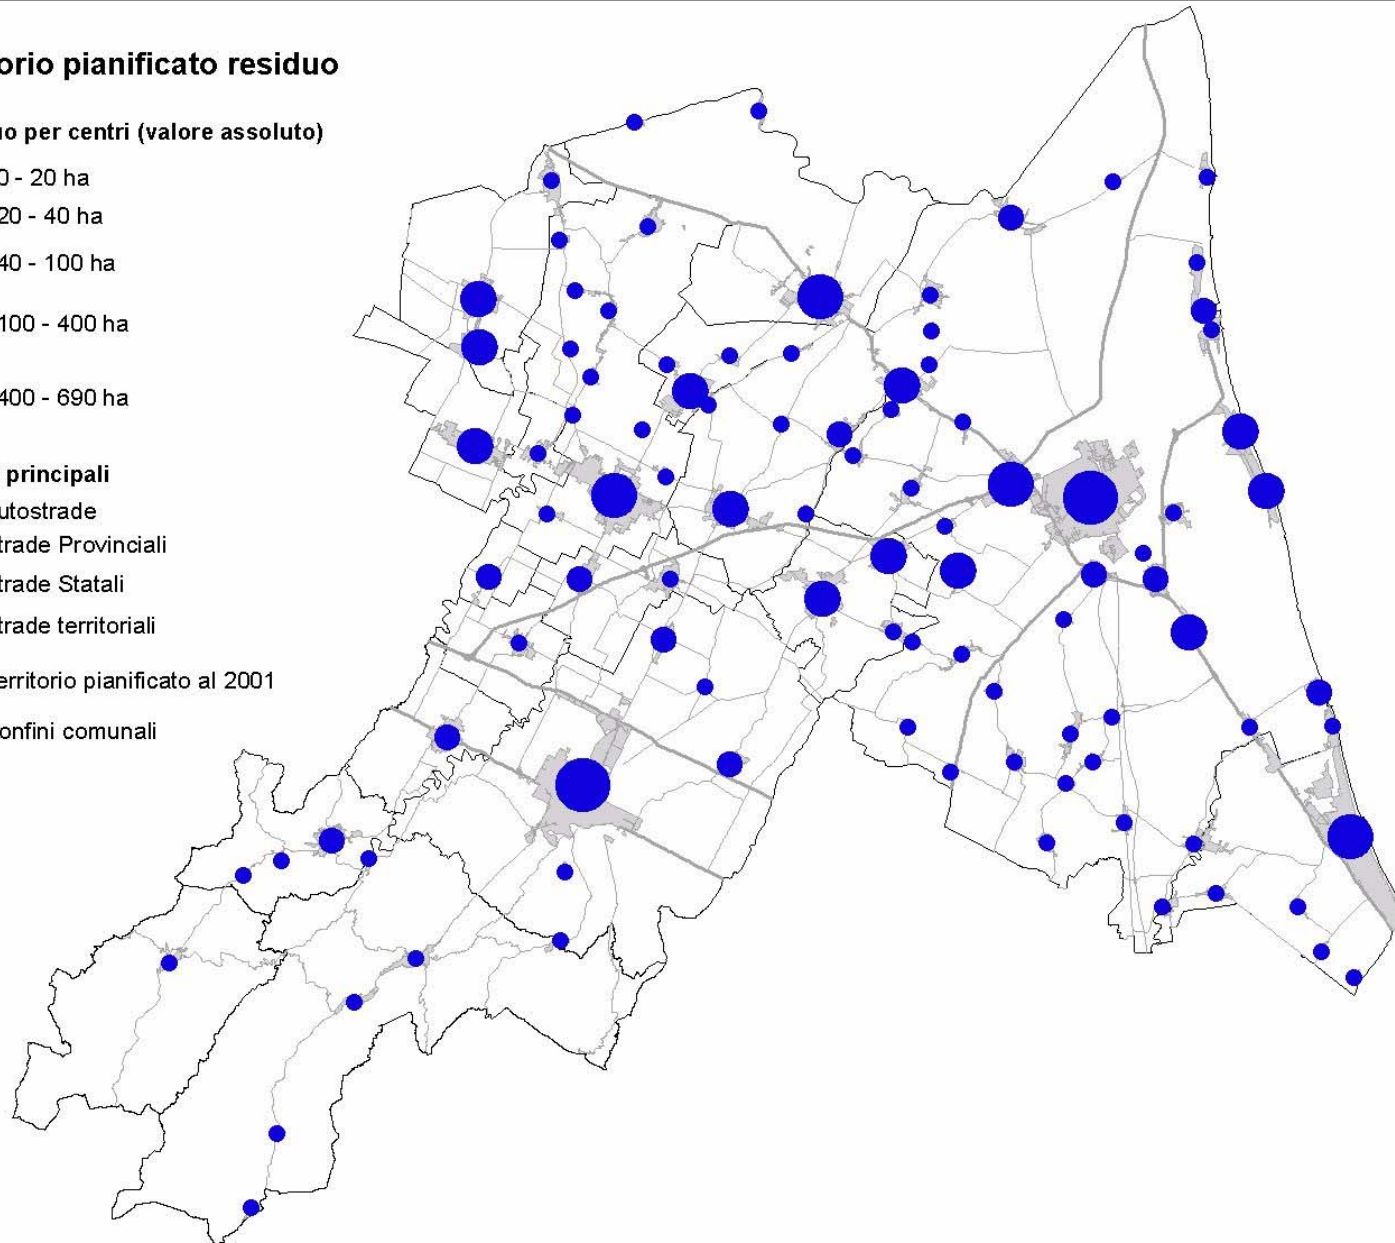 orio pianificato residuo
uo per centri (valore assoluto)
0 - 20 ha
20 - 40 ha
40 - 100 ha
100 - 400 ha
400 - 690 ha
principali
utostrade
trade Provinciali
trade Statali
trade territoriali
erritorio pianificato al 2001
onfini comunali